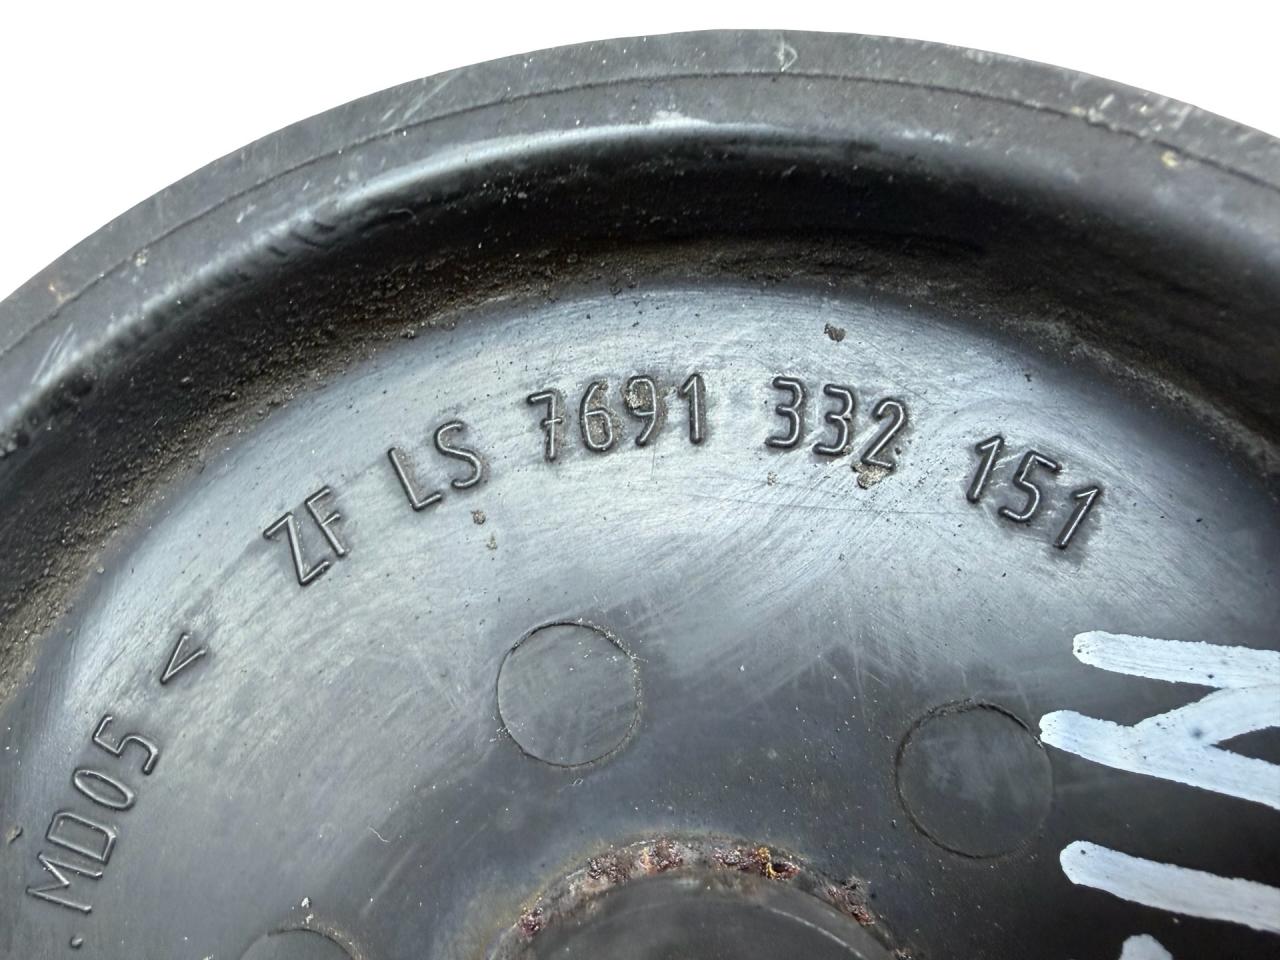 . MD05 <
ZF LS 7691 332 151